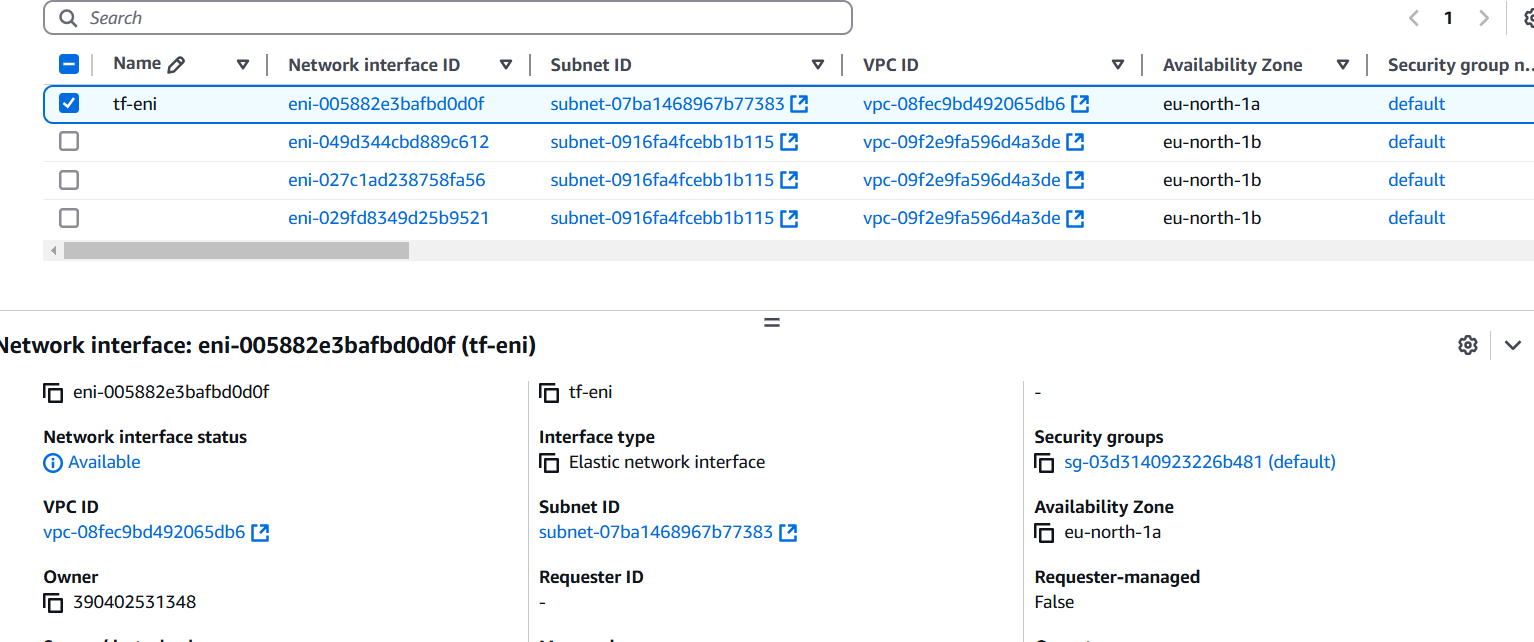 Search
1
Name Network interface ID Subnet ID VPC ID Availability Zone Security group n...
tf-eni eni-005882e3bafbd0d0f subnet-07ba1468967b77383 vpc-08fec9bd492065db6 eu-north-1a default
eni-049d344cbd889c612 subnet-0916fa4fcebb1b115 vpc-09f2e9fa596d4a3de eu-north-1b default
eni-027c1ad238758fa56 subnet-0916fa4fcebb1b115 vpc-09f2e9fa596d4a3de eu-north-1b default
eni-029fd8349d25b9521 subnet-0916fa4fcebb1b115 vpc-09f2e9fa596d4a3de eu-north-1b default
Network interface: eni-005882e3bafbd0d0f (tf-eni)
eni-005882e3bafbd0d0f tf-eni -
Network interface status Interface type Security groups
Available Elastic network interface sg-03d3140923226b481 (default)
VPC ID Subnet ID Availability Zone
vpc-08fec9bd492065db6 subnet-07ba1468967b77383 eu-north-1a
Owner Requester ID Requester-managed
390402531348 - False